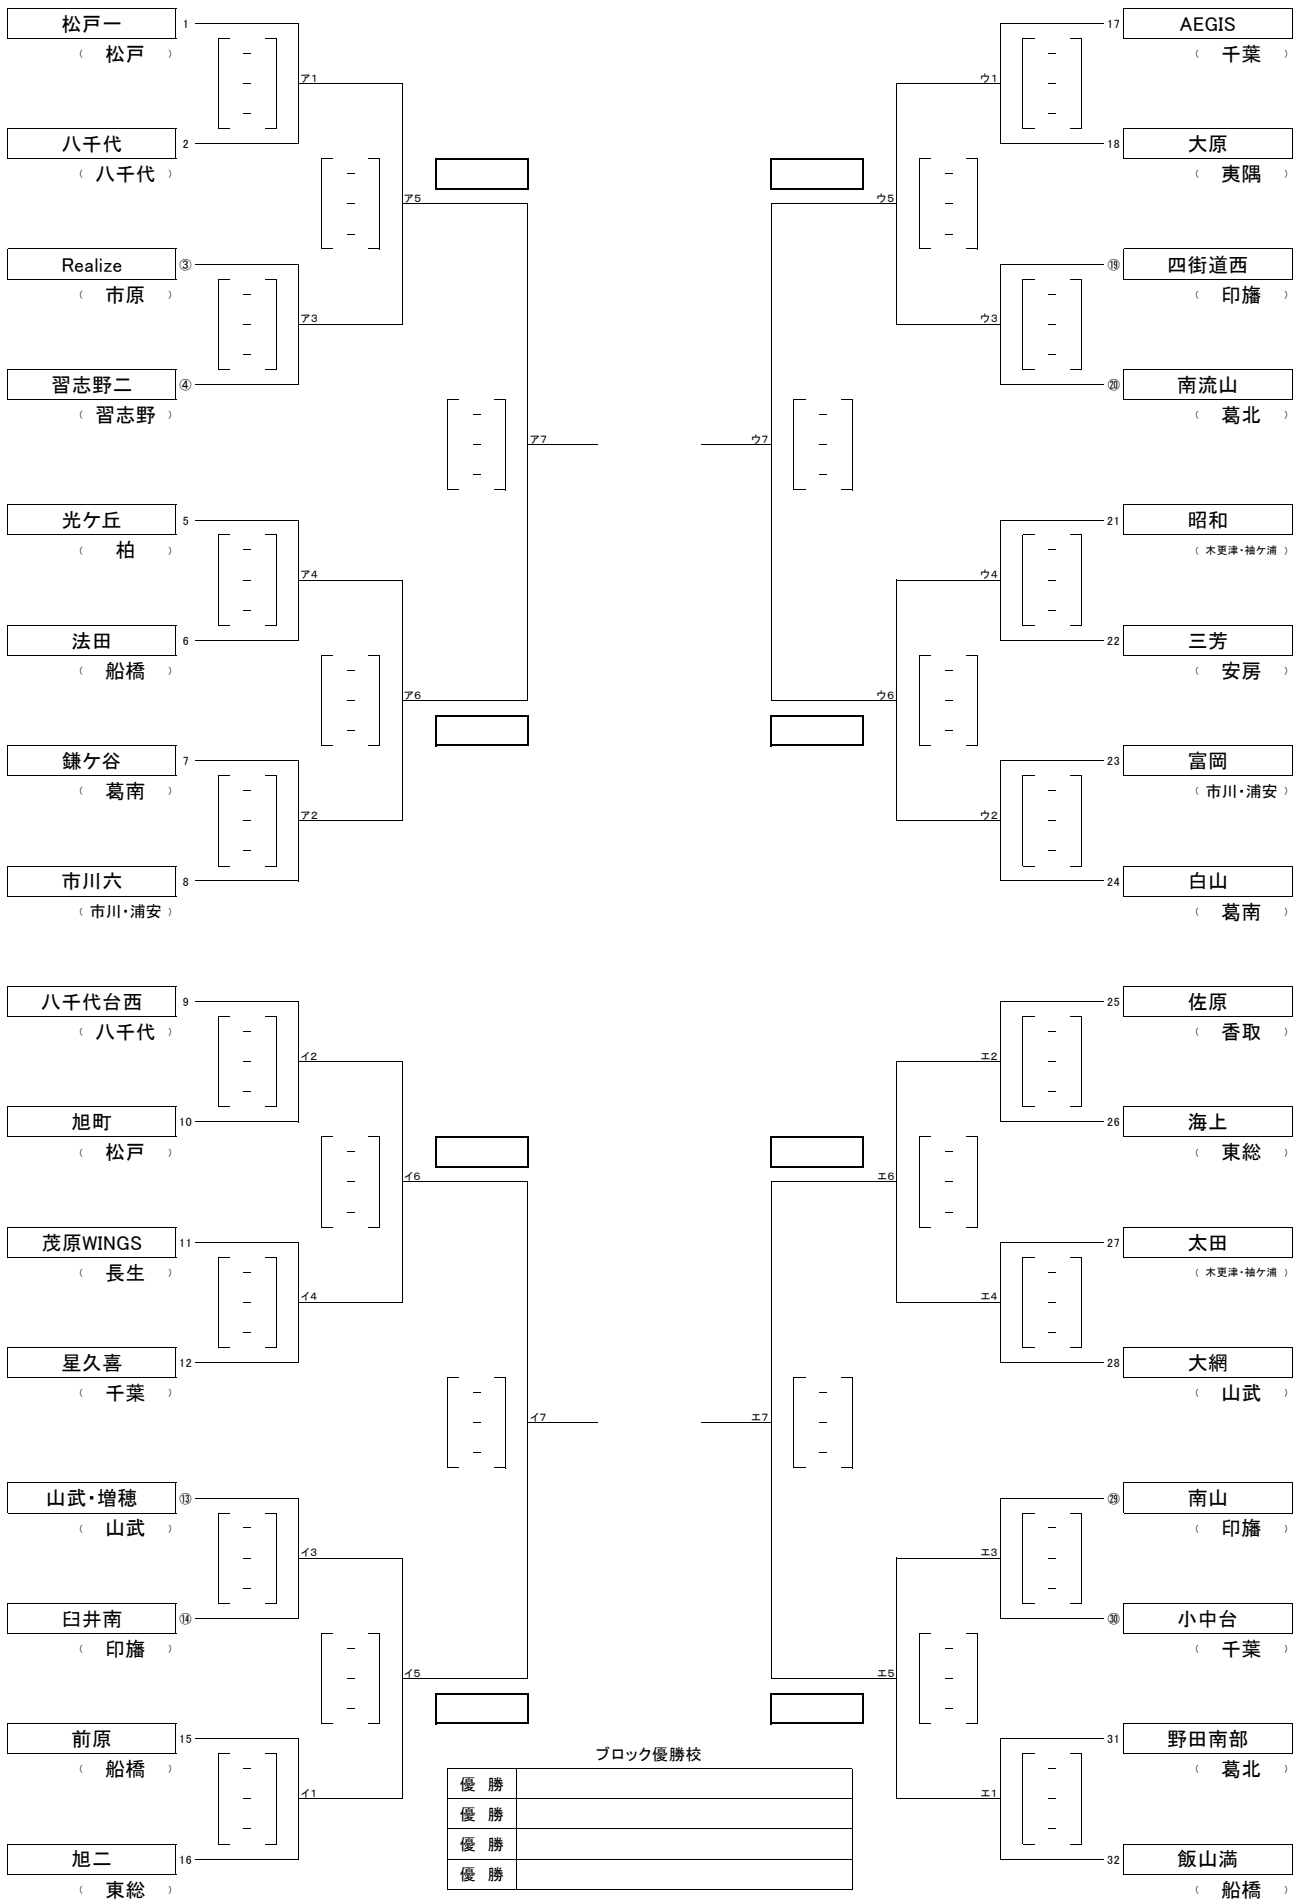 松戸一 1
（ 松戸 ）
ア1
八千代 2
（ 八千代 ）
ア5
Realize ③
（ 市原 ）
ア3
習志野二 ④
（ 習志野 ）
ア7
光ケ丘 5
（ 柏 ）
ア4
法田 6
（ 船橋 ）
ア6
鎌ケ谷 7
（ 葛南 ）
ア2
市川六 8
（ 市川・浦安 ）
八千代台西 9
（ 八千代 ）
イ2
旭町 10
（ 松戸 ）
イ6
茂原WINGS 11
（ 長生 ）
イ4
星久喜 12
（ 千葉 ）
イ7
山武・増穂 ⑬
（ 山武 ）
イ3
臼井南 ⑭
（ 印旛 ）
イ5
前原 15
（ 船橋 ）
イ1
旭二 16
（ 東総 ）
17 AEGIS
（ 千葉 ）
ウ1
18 大原
（ 夷隅 ）
ウ5
⑲ 四街道西
（ 印旛 ）
ウ3
⑳ 南流山
（ 葛北 ）
ウ7
21 昭和
（ 木更津・袖ケ浦 ）
ウ4
22 三芳
（ 安房 ）
ウ6
23 富岡
（ 市川・浦安 ）
ウ2
24 白山
（ 葛南 ）
25 佐原
（ 香取 ）
エ2
26 海上
（ 東総 ）
エ6
27 太田
（ 木更津・袖ケ浦 ）
エ4
28 大網
（ 山武 ）
エ7
㉙ 南山
（ 印旛 ）
エ3
㉚ 小中台
（ 千葉 ）
エ5
31 野田南部
（ 葛北 ）
エ1
32 飯山満
（ 船橋 ）
ブロック優勝校
優 勝
優 勝
優 勝
優 勝